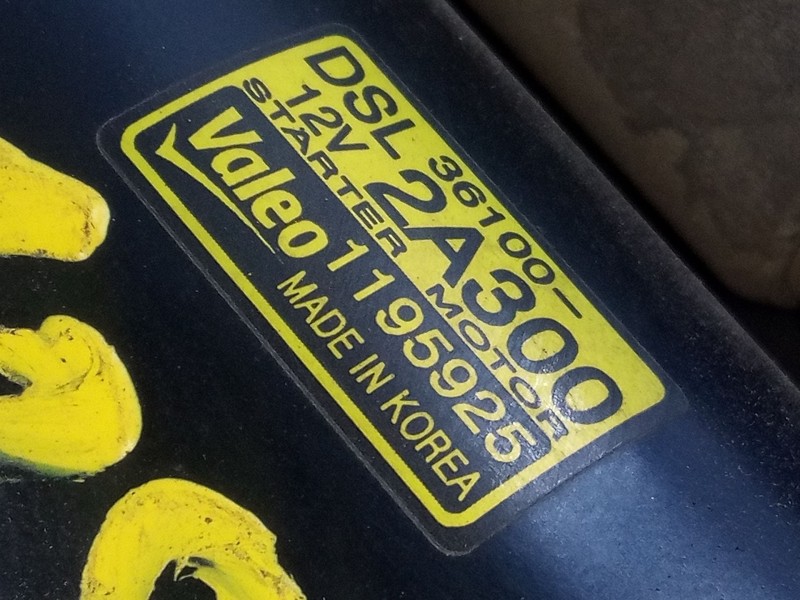 DSL 36100-
12V 2A300
STARTER MOTOR
Valeo 1195925
MADE IN KOREA